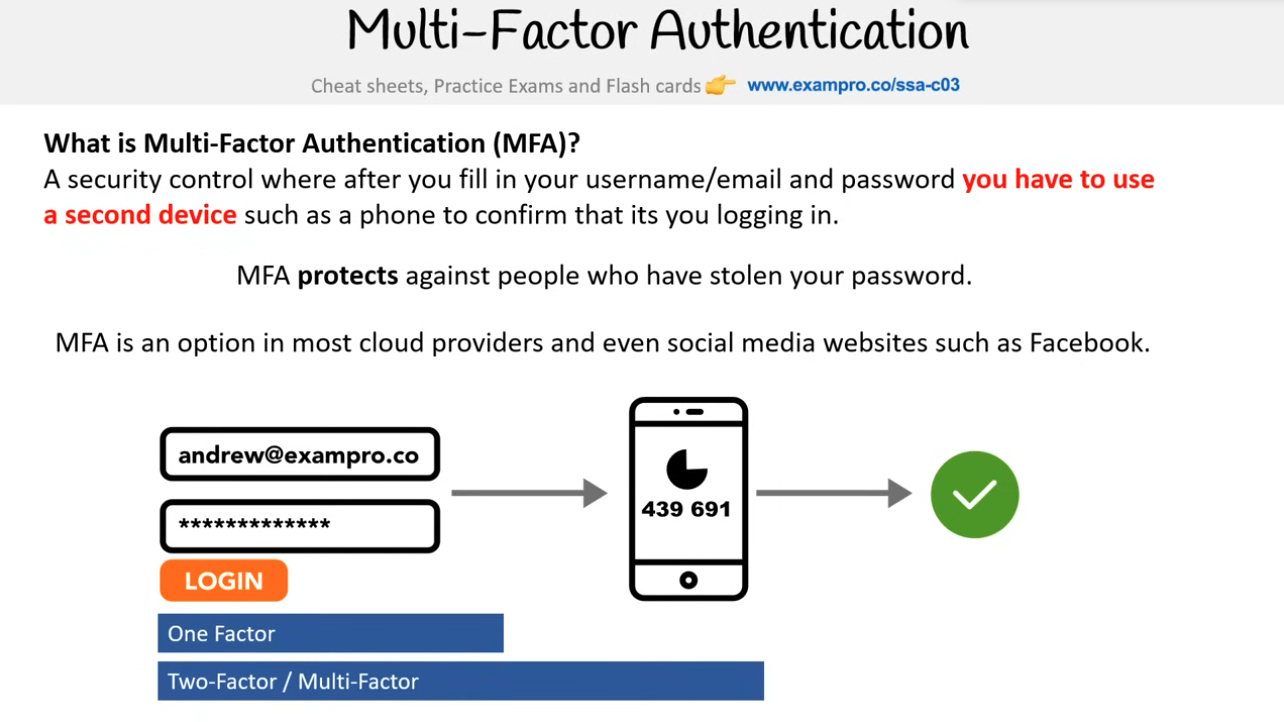 Multi-Factor Authentication
Cheat sheets, Practice Exams and Flash cards 👉 www.exampro.co/ssa-c03
What is Multi-Factor Authentication (MFA)?
A security control where after you fill in your username/email and password you have to use
a second device such as a phone to confirm that its you logging in.
MFA protects against people who have stolen your password.
MFA is an option in most cloud providers and even social media websites such as Facebook.
andrew@exampro.co
*************
LOGIN
439 691
One Factor
Two-Factor / Multi-Factor